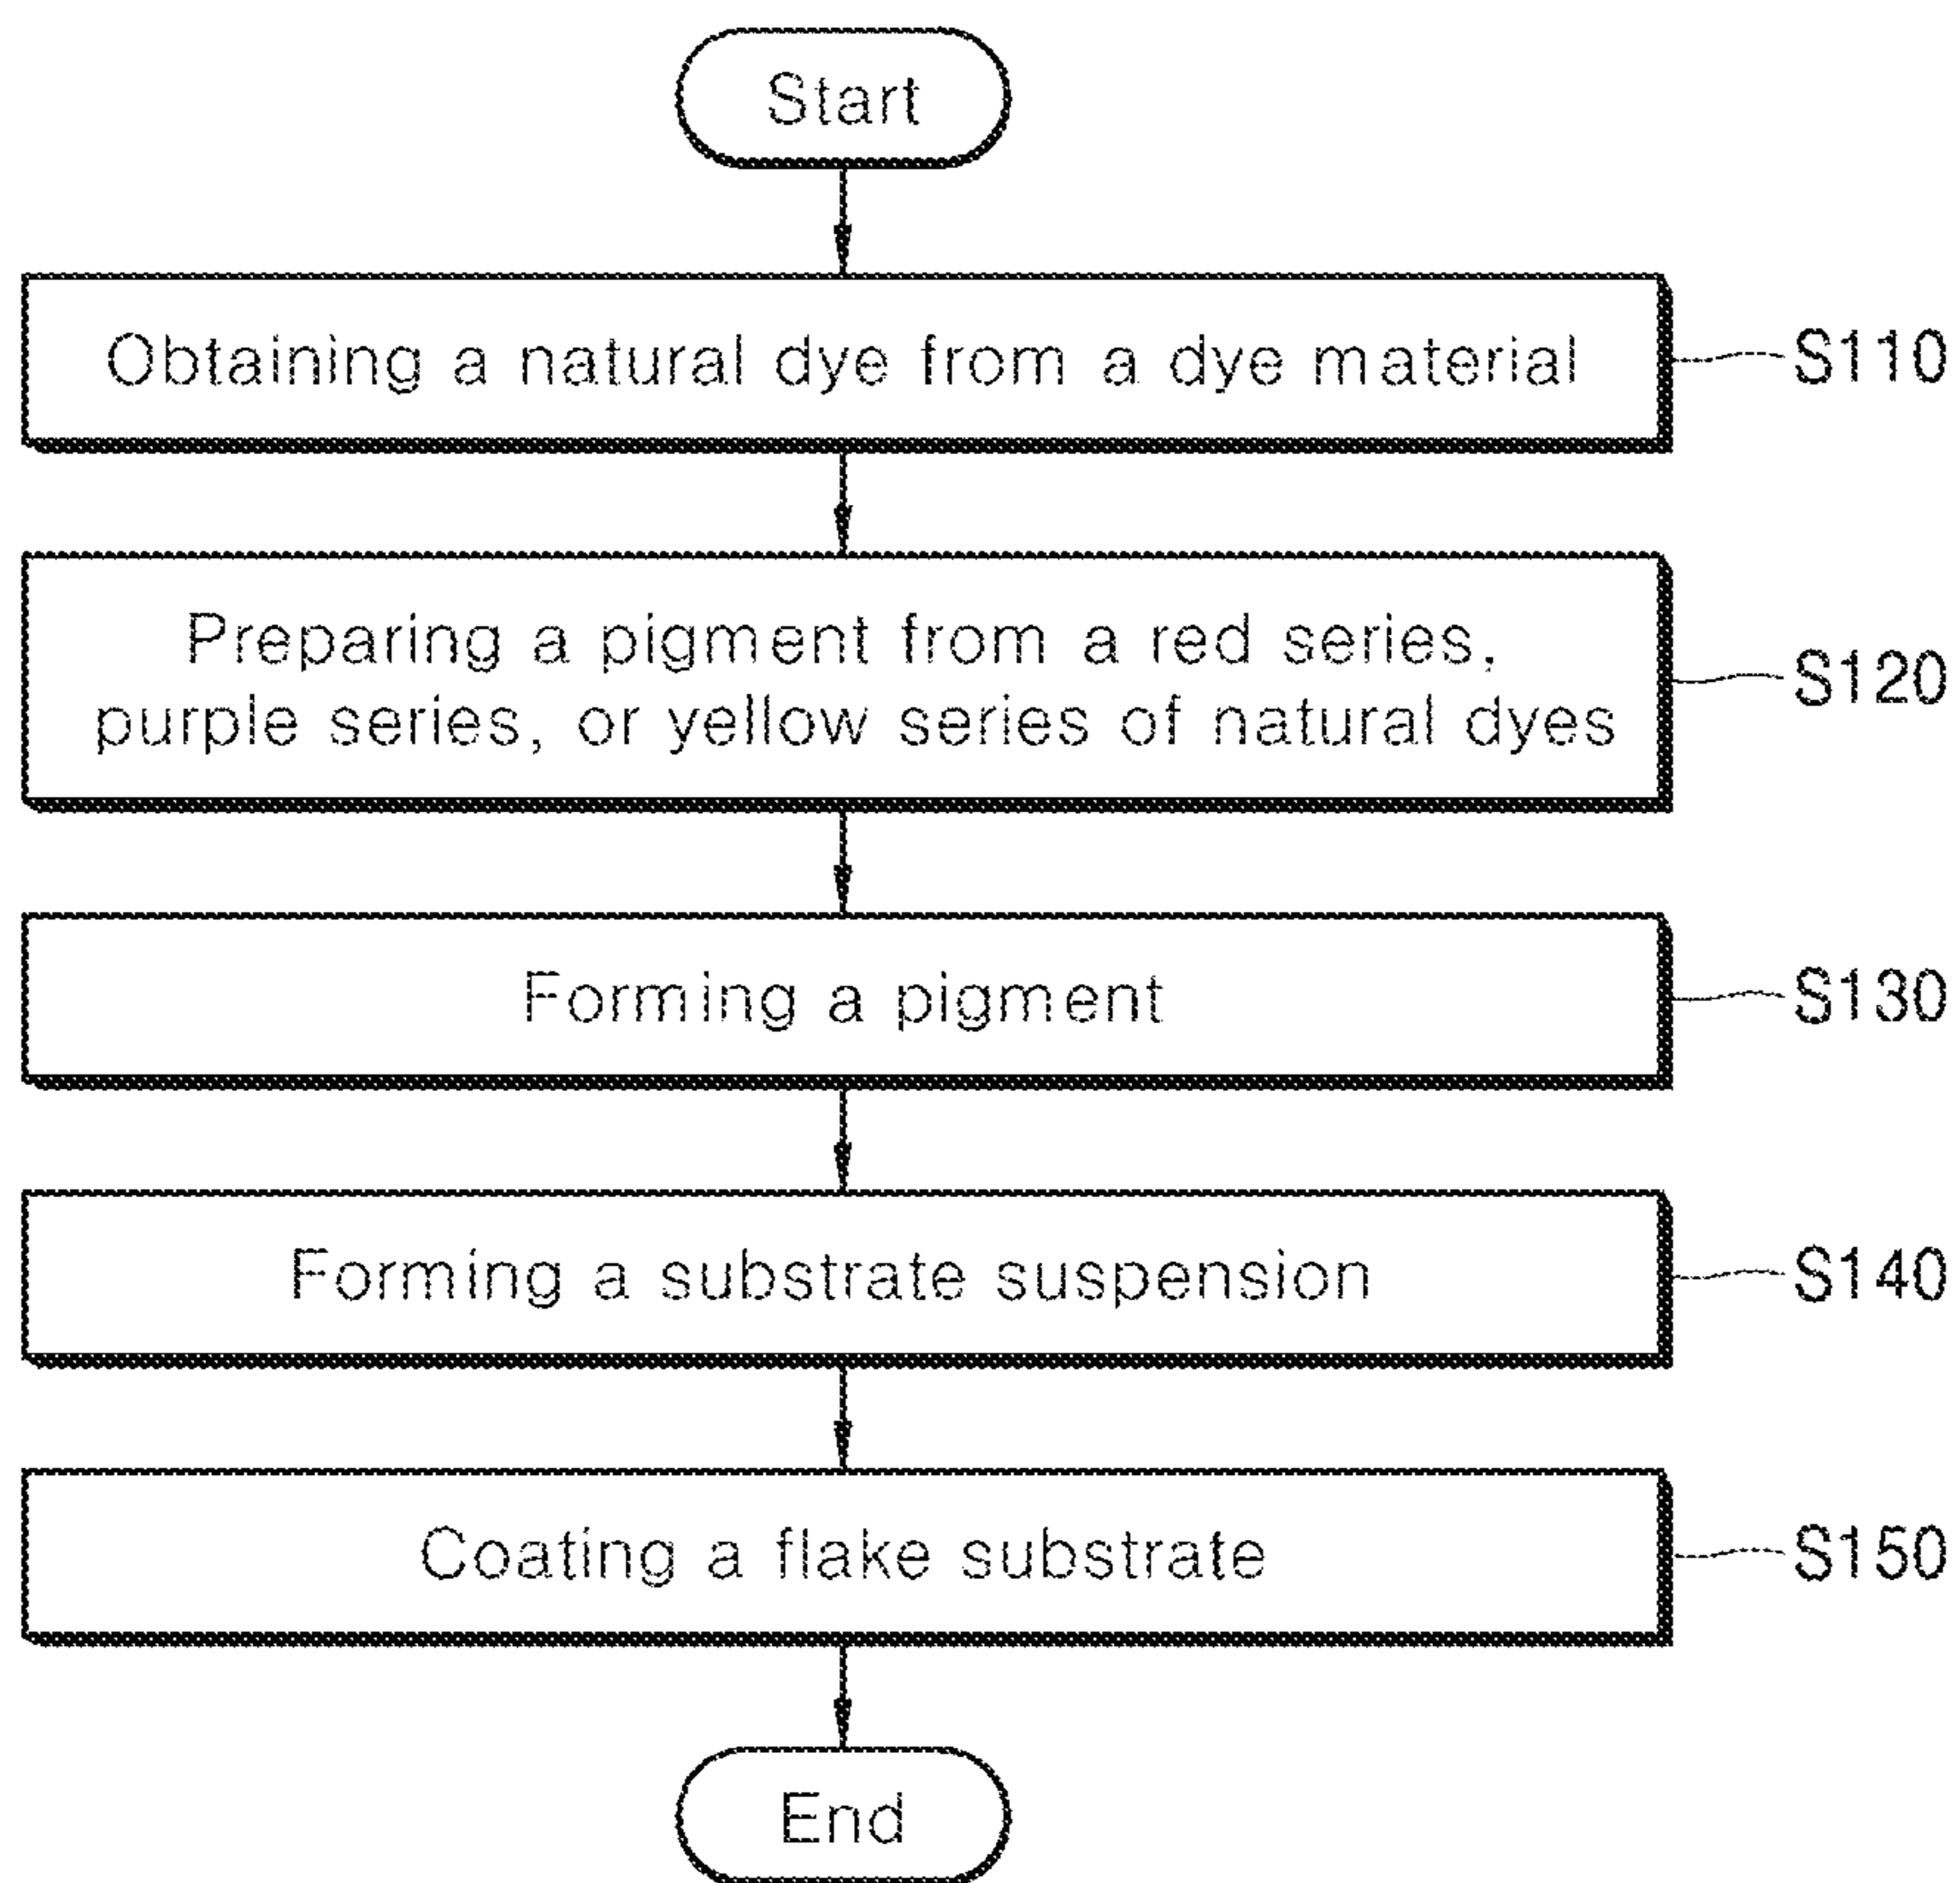 Start
Obtaining a natural dye from a dye material
S110
Preparing a pigment from a red series,
purple series, or yellow series of natural dyes
S120
Forming a pigment
S130
Forming a substrate suspension
S140
Coating a flake substrate
S150
End